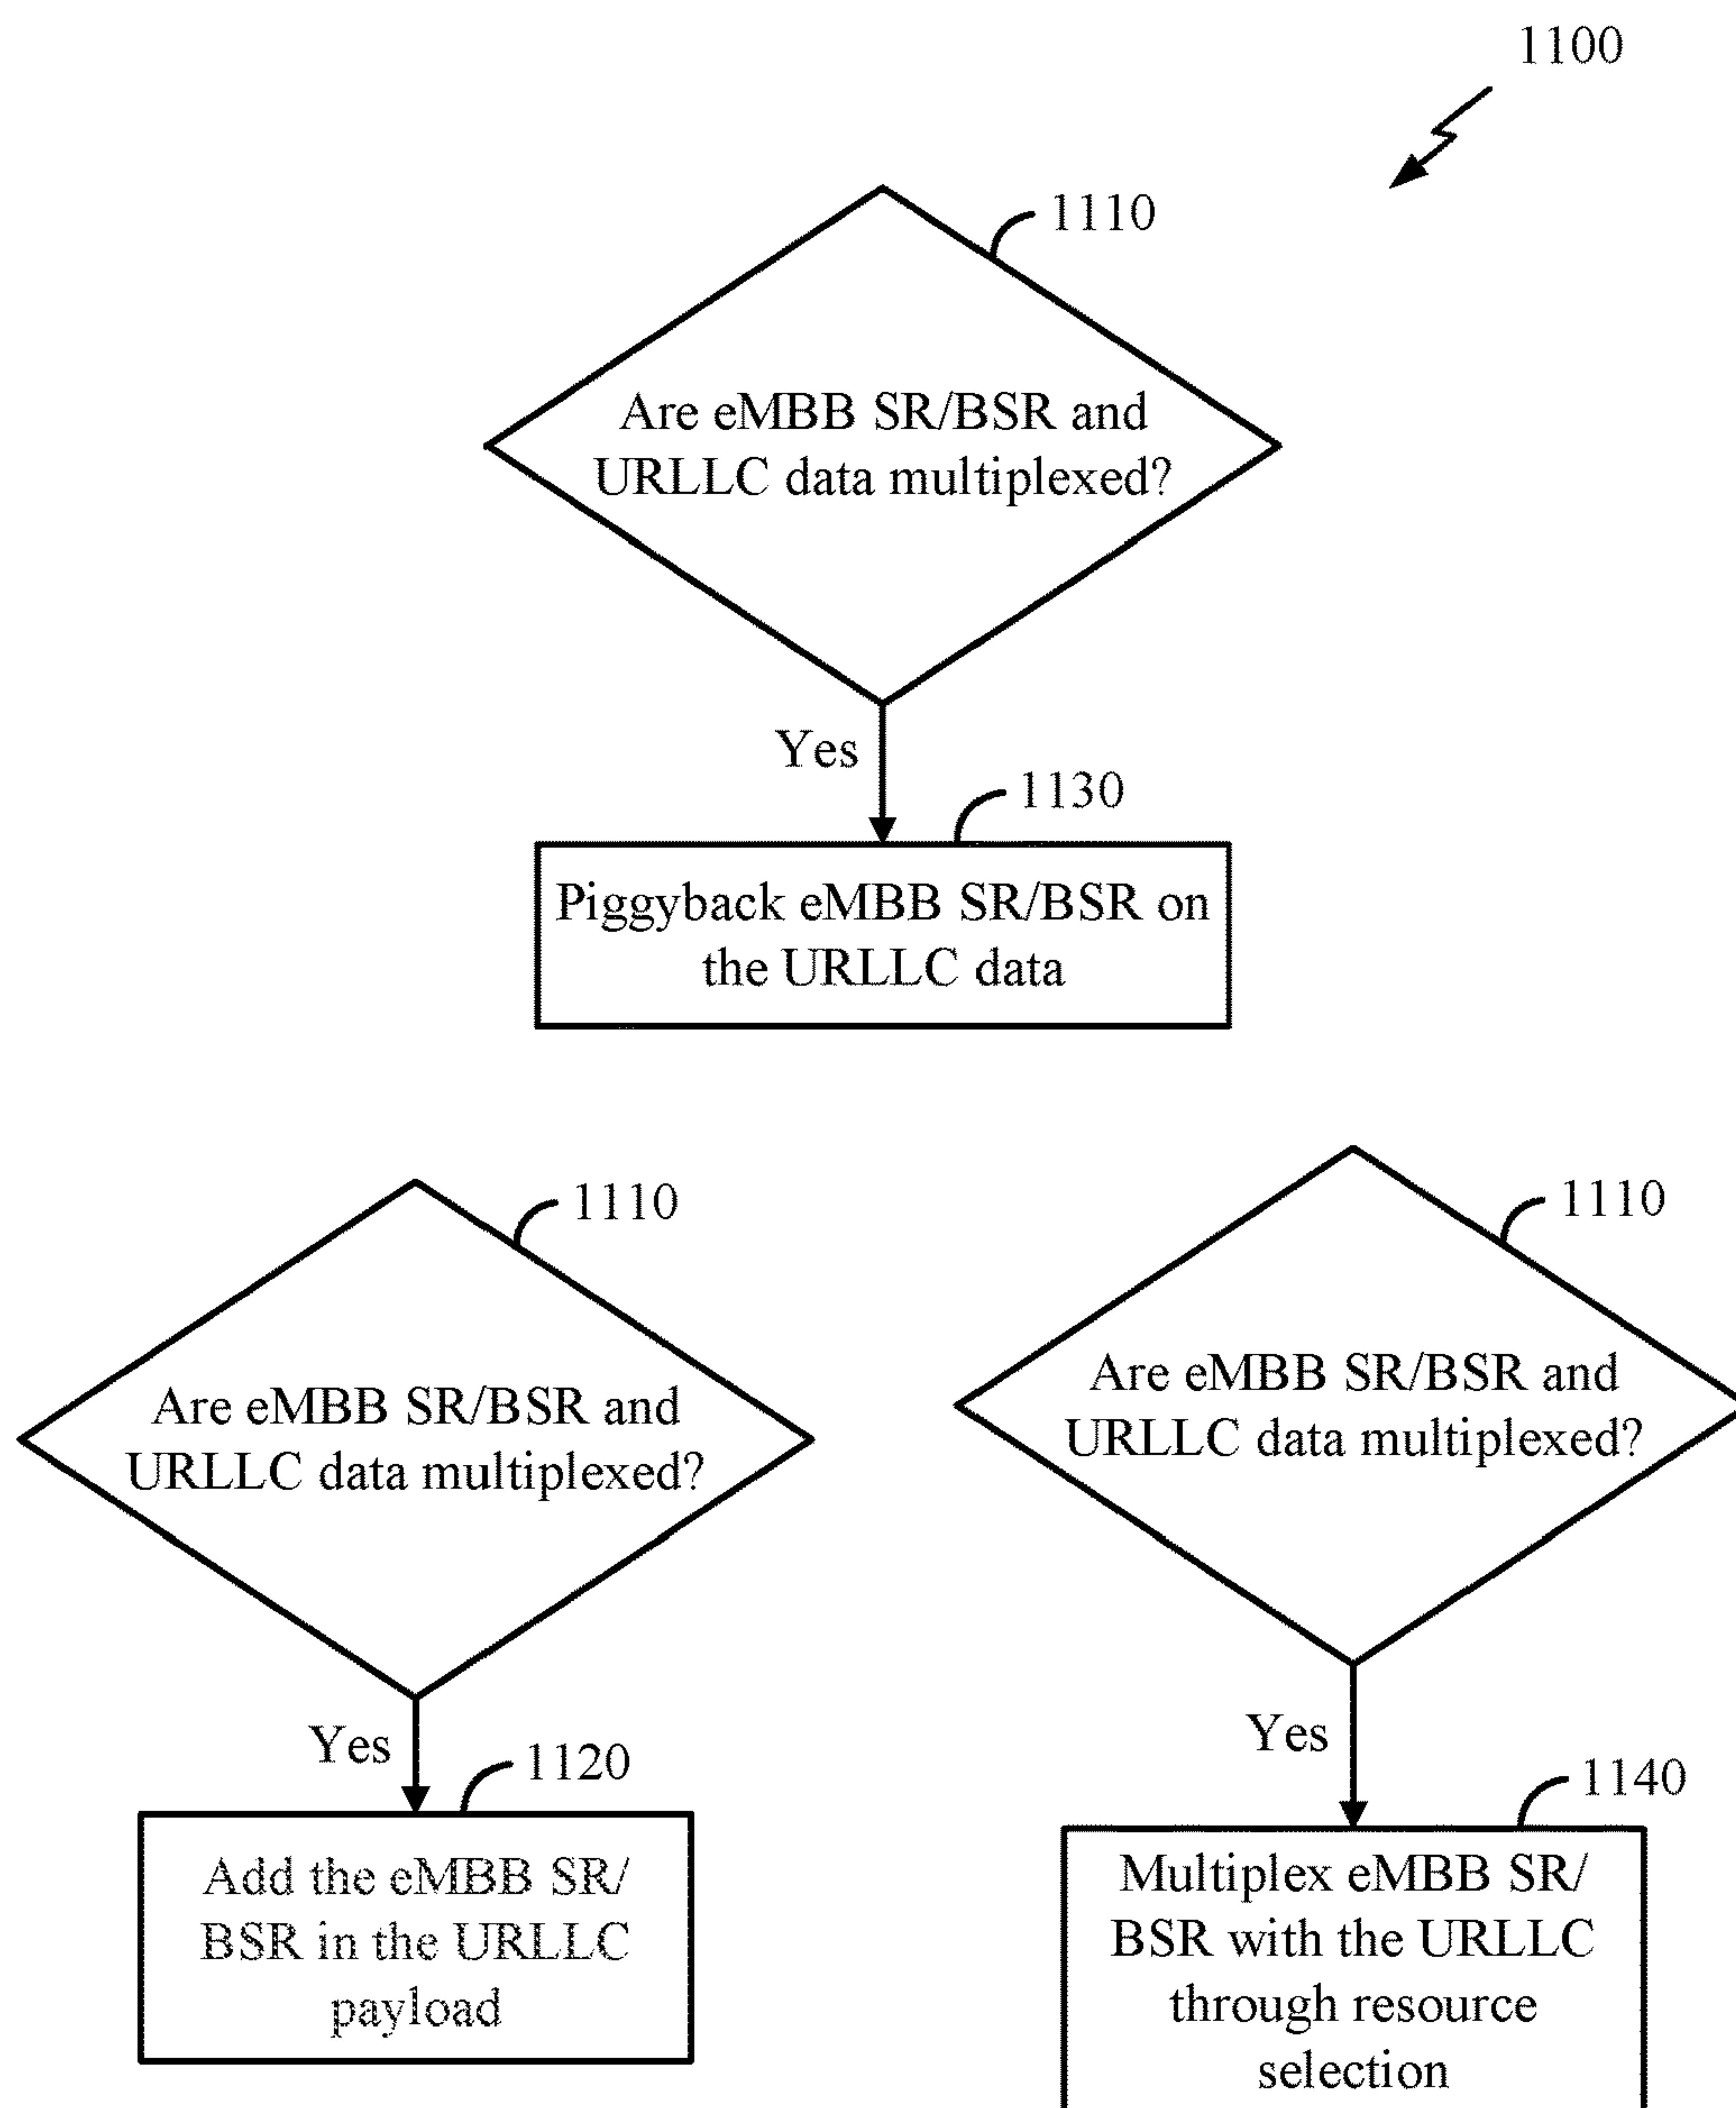 1100
1110
Are eMBB SR/BSR and
URLLC data multiplexed?
Yes
1130
Piggyback eMBB SR/BSR on
the URLLC data
1110
Are eMBB SR/BSR and
URLLC data multiplexed?
Yes
1120
Add the eMBB SR/
BSR in the URLLC
payload
1110
Are eMBB SR/BSR and
URLLC data multiplexed?
Yes
1140
Multiplex eMBB SR/
BSR with the URLLC
through resource
selection